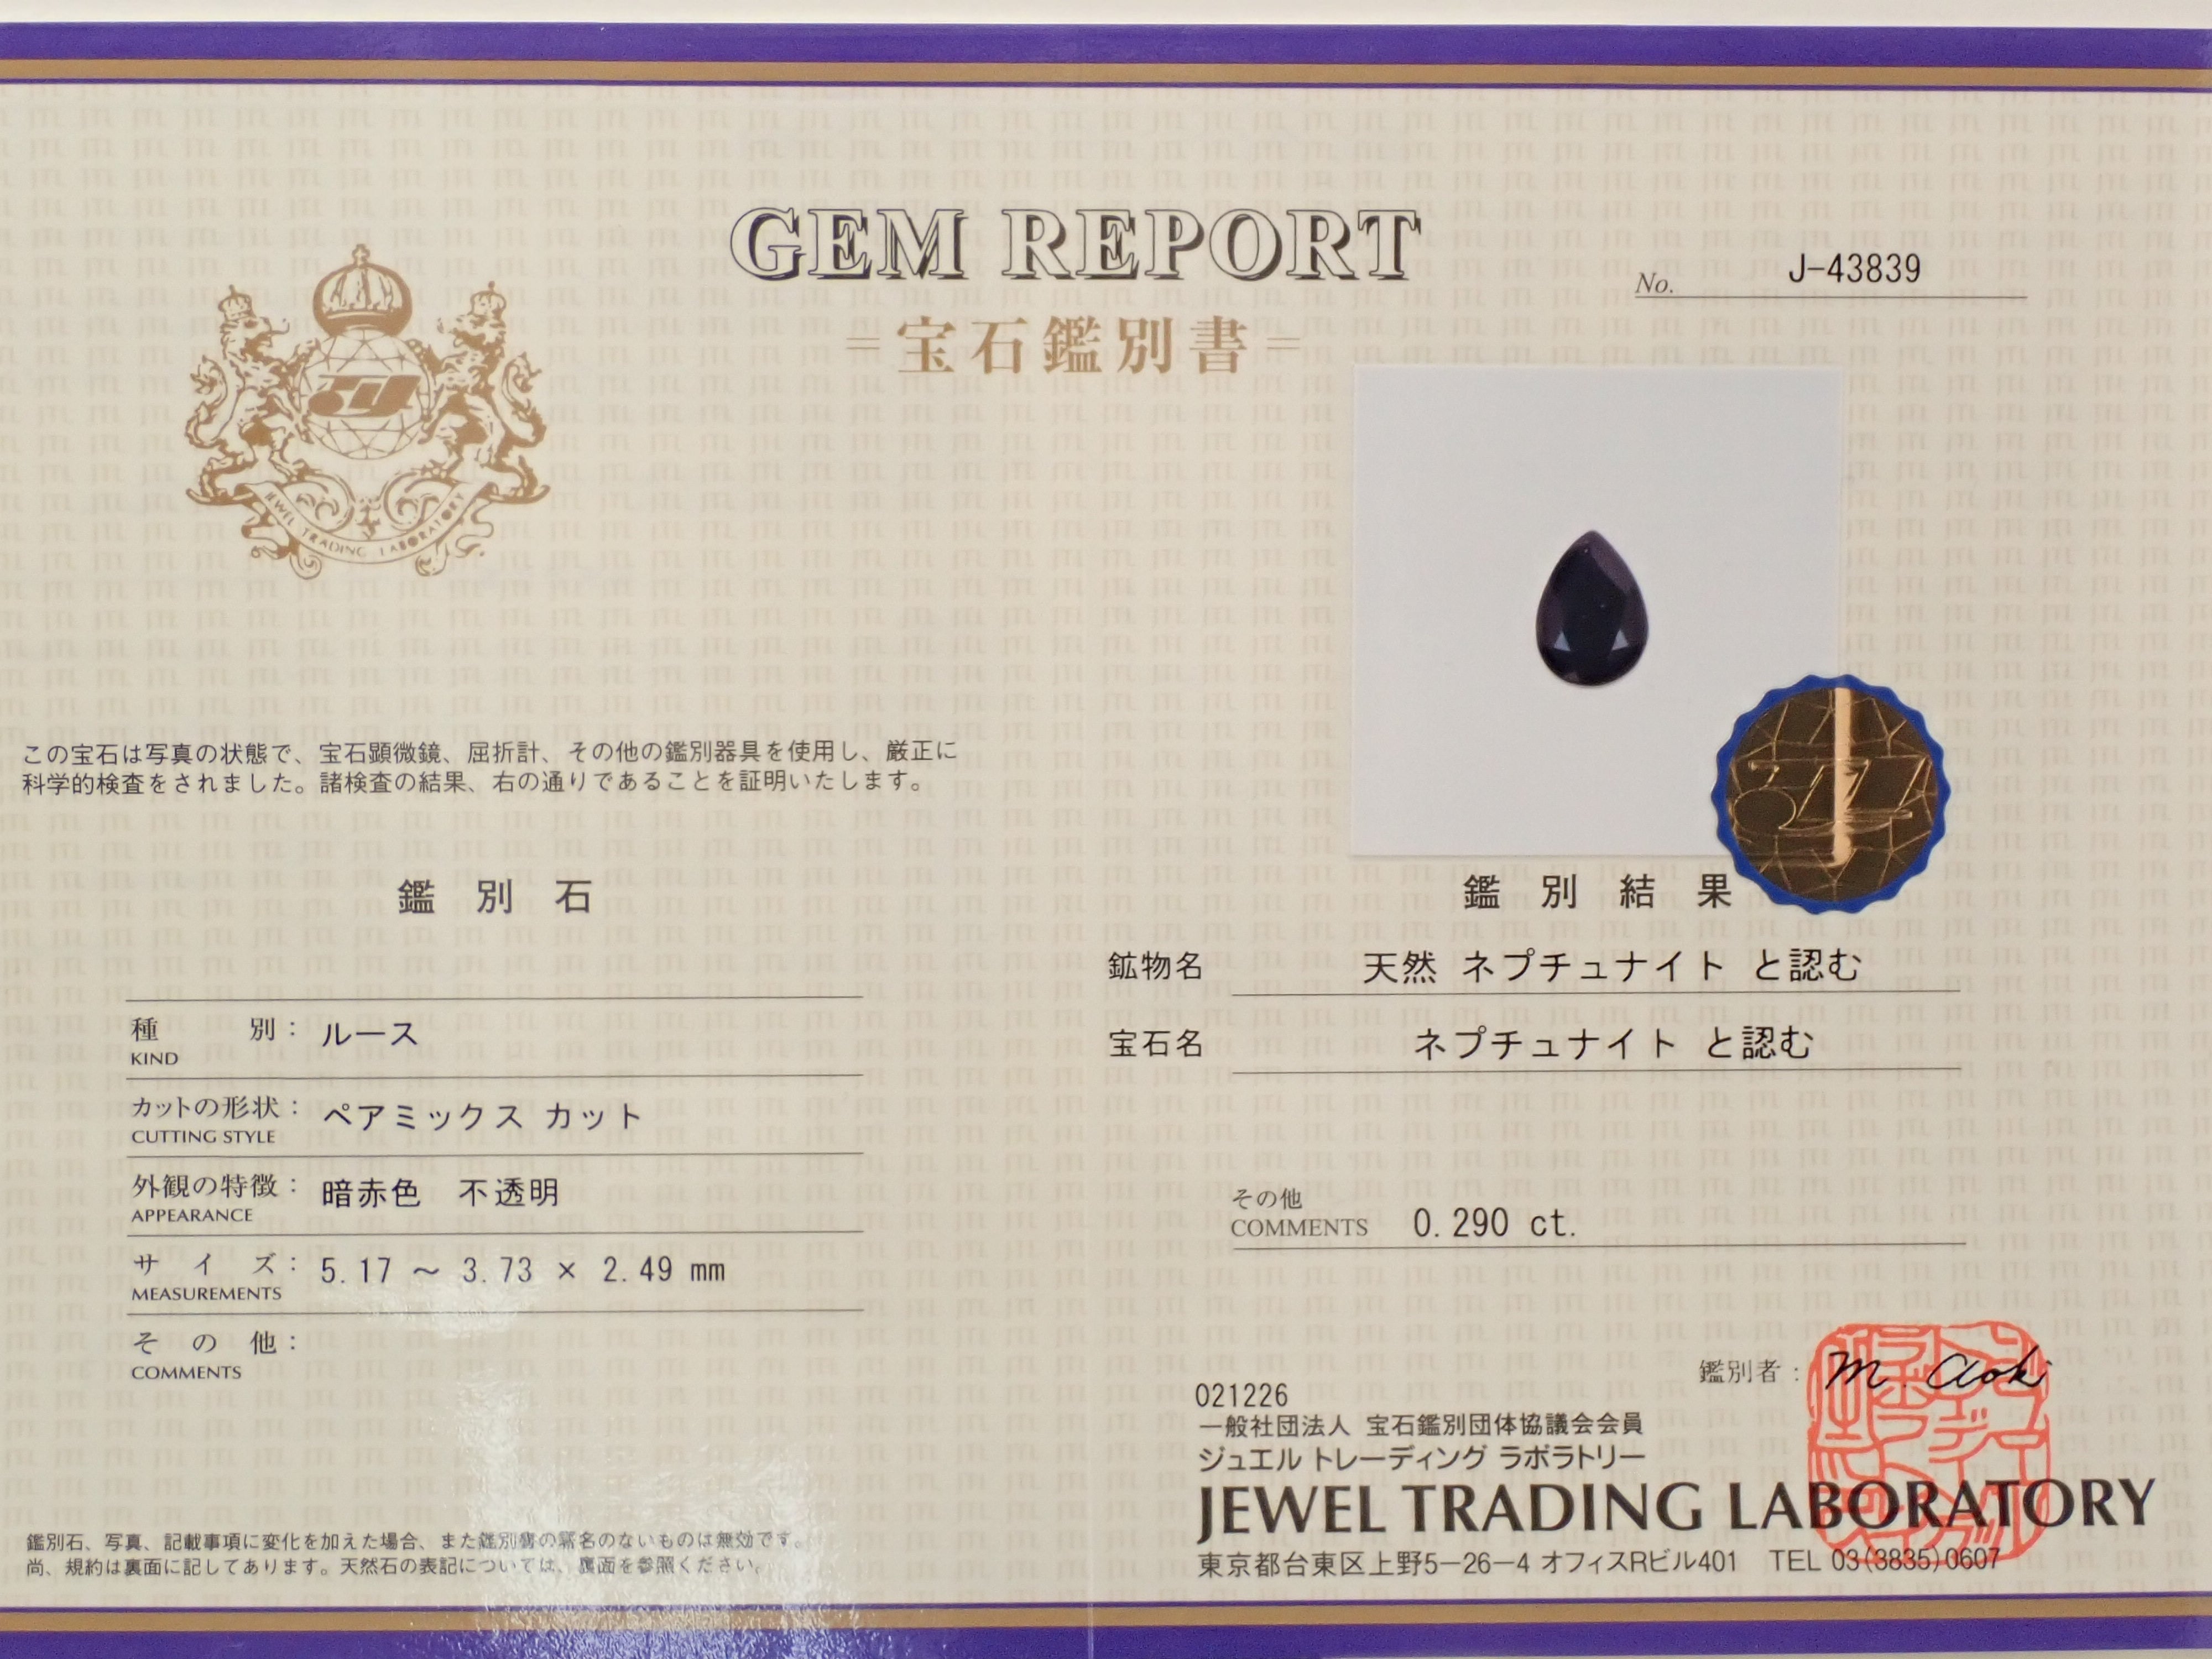 GEM REPORT
No. J-43839
=宝石鑑別書=
JEWEL TRADING LABORATORY
この宝石は写真の状態で、宝石顕微鏡、屈折計、その他の鑑別器具を使用し、厳正に
科学的検査をされました。諸検査の結果、右の通りであることを証明いたします。
鑑別石
種別: ルース
KIND
カットの形状: ペアミックス カット
CUTTING STYLE
外観の特徴: 暗赤色 不透明
APPEARANCE
サイズ: 5.17 ～ 3.73 × 2.49 mm
MEASUREMENTS
その他:
COMMENTS
鑑別石、写真、記載事項に変化を加えた場合、また鑑別書の署名のないものは無効です。
尚、規約は裏面に記してあります。天然石の表記については、裏面を参照ください。
鑑別結果
鉱物名 天然 ネプチュナイト と認む
宝石名 ネプチュナイト と認む
その他
COMMENTS 0.290 ct.
鑑別者: M. Aoki
021226
一般社団法人 宝石鑑別団体協議会会員
ジュエル トレーディング ラボラトリー
JEWEL TRADING LABORATORY
東京都台東区上野5-26-4 オフィスRビル401 TEL 03(3835)0607